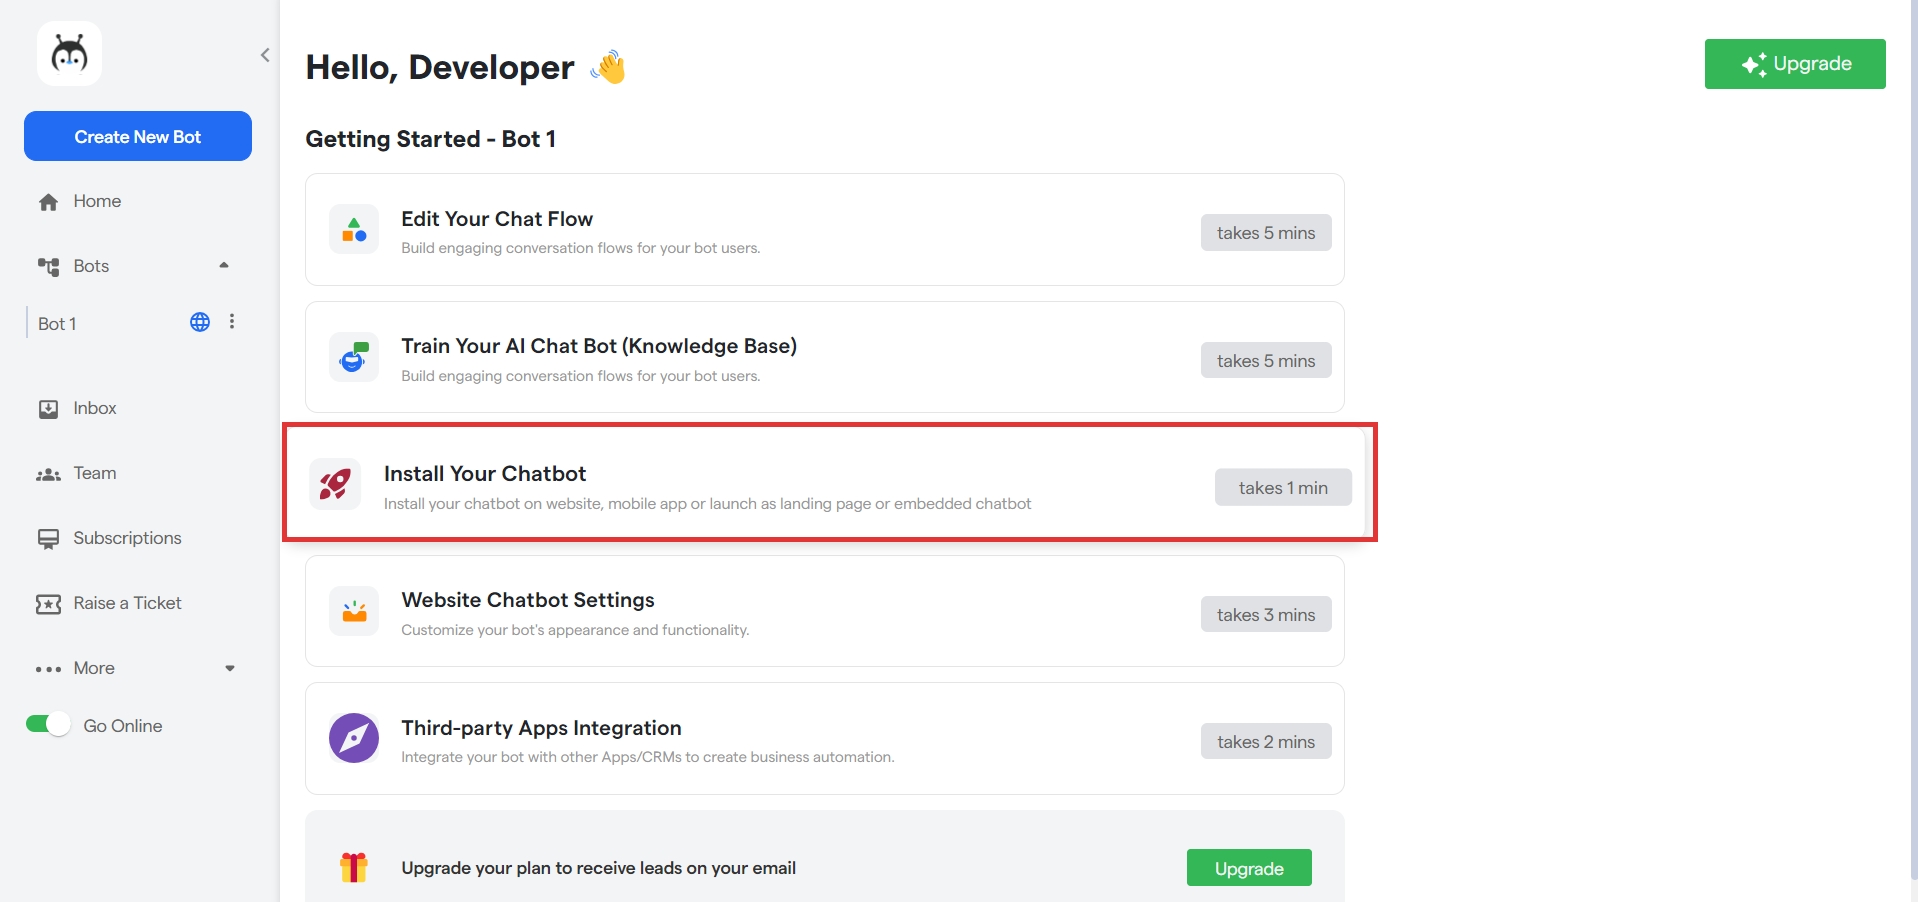 Hello, Developer
Upgrade
Create New Bot
Home
Bots
Bot 1
Inbox
Team
Subscriptions
Raise a Ticket
More
Go Online
Getting Started - Bot 1
Edit Your Chat Flow
Build engaging conversation flows for your bot users.
takes 5 mins
Train Your AI Chat Bot (Knowledge Base)
Build engaging conversation flows for your bot users.
takes 5 mins
Install Your Chatbot
Install your chatbot on website, mobile app or launch as landing page or embedded chatbot
takes 1 min
Website Chatbot Settings
Customize your bot's appearance and functionality.
takes 3 mins
Third-party Apps Integration
Integrate your bot with other Apps/CRMs to create business automation.
takes 2 mins
Upgrade your plan to receive leads on your email
Upgrade